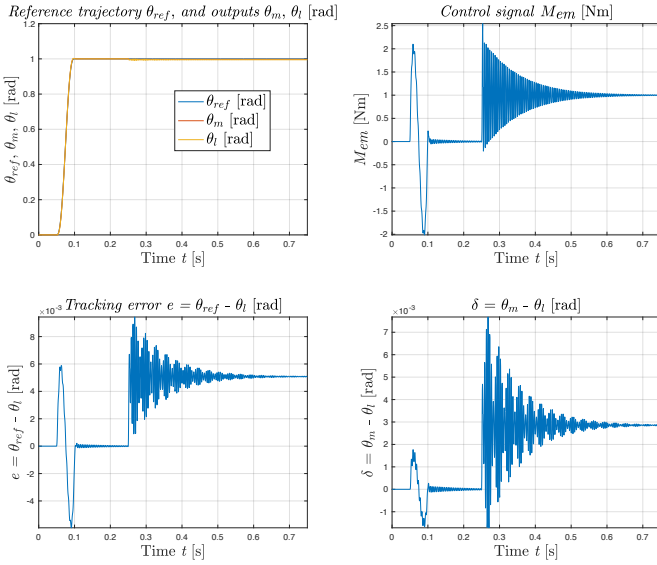 Reference trajectory θref, and outputs θm, θl [rad]
θref, θm, θl [rad]
1.2
1
0.8
0.6
0.4
0.2
0
θref [rad]
θm [rad]
θl [rad]
0 0.1 0.2 0.3 0.4 0.5 0.6 0.7
Time t [s]
Control signal Mem [Nm]
Mem [Nm]
2.5
2
1.5
1
0.5
0
-0.5
-1
-1.5
-2
0 0.1 0.2 0.3 0.4 0.5 0.6 0.7
Time t [s]
Tracking error e = θref - θl [rad]
×10-3
e = θref - θl [rad]
8
6
4
2
0
-2
-4
0 0.1 0.2 0.3 0.4 0.5 0.6 0.7
Time t [s]
δ = θm - θl [rad]
×10-3
δ = θm - θl [rad]
7
6
5
4
3
2
1
0
-1
0 0.1 0.2 0.3 0.4 0.5 0.6 0.7
Time t [s]